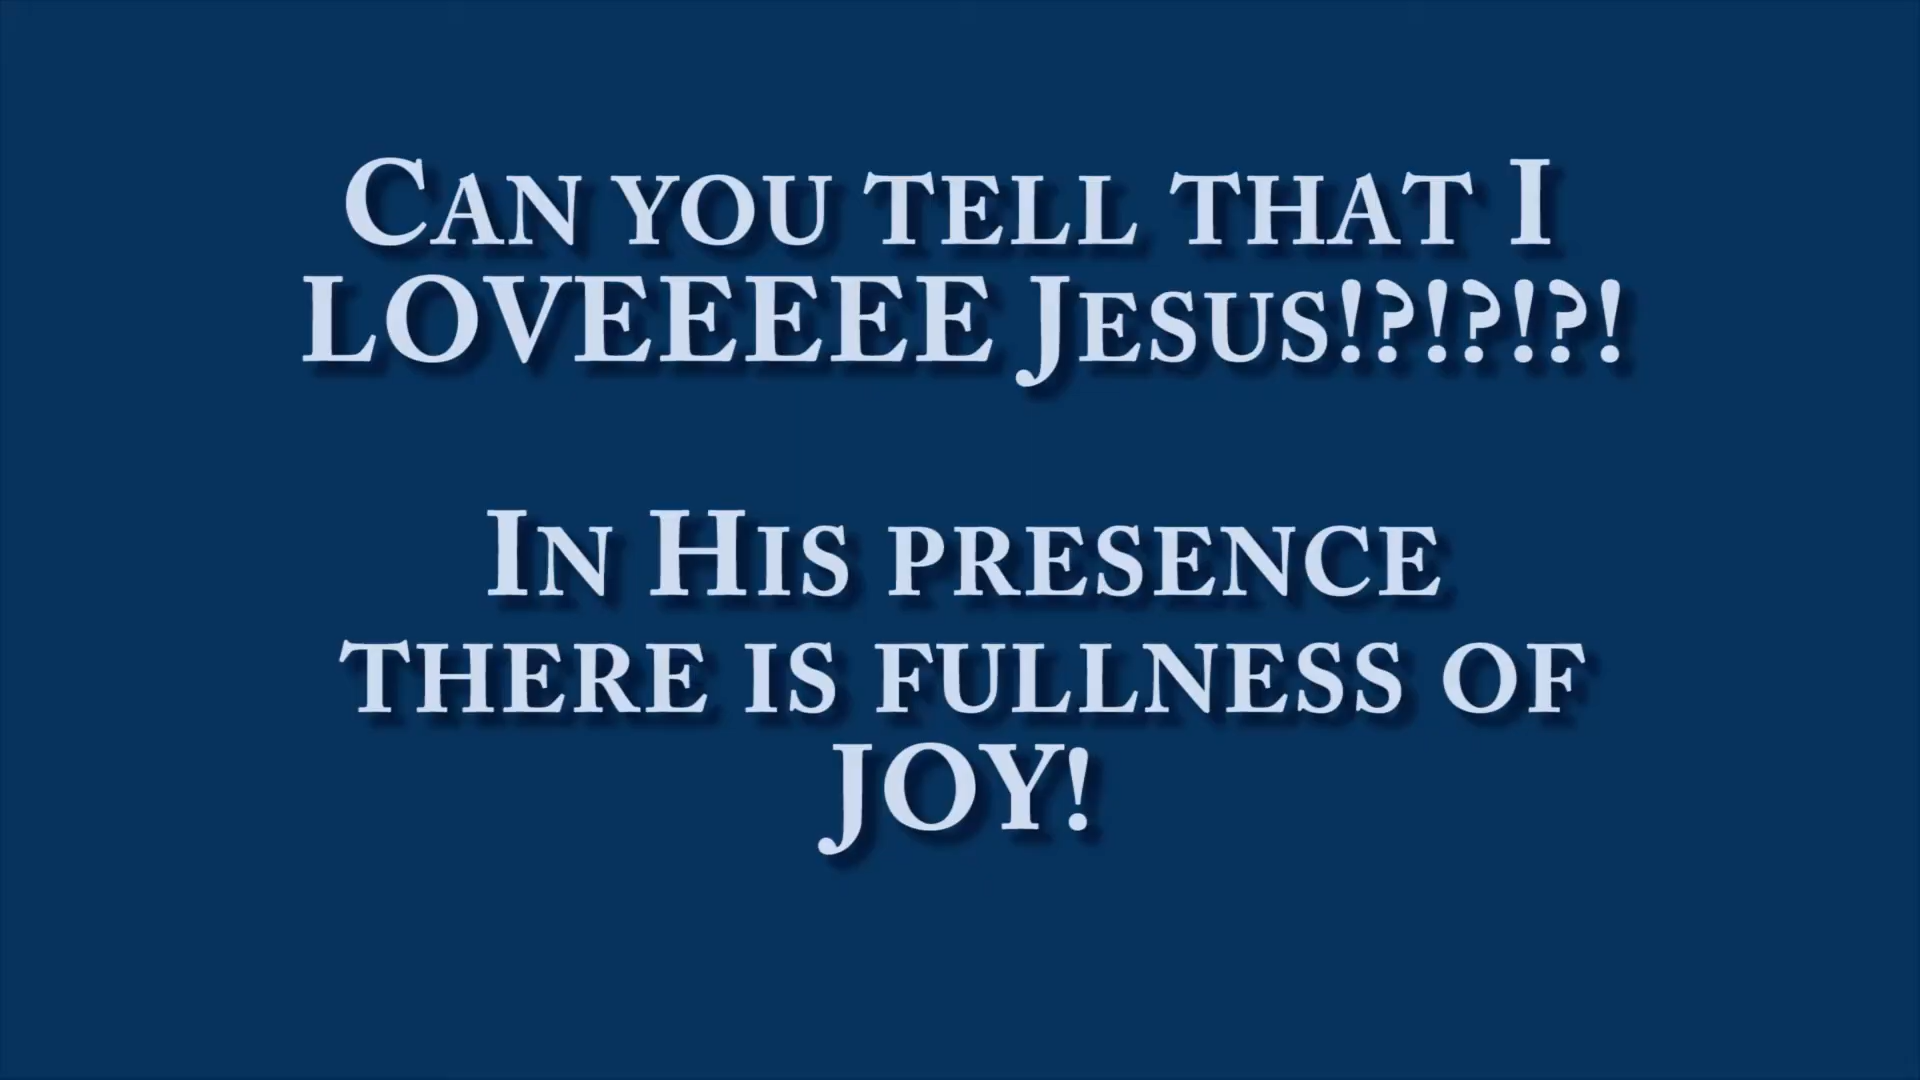 Can you tell that I
LOVEEEEE Jesus!?!?!?!
In His presence
there is fullness of
JOY!